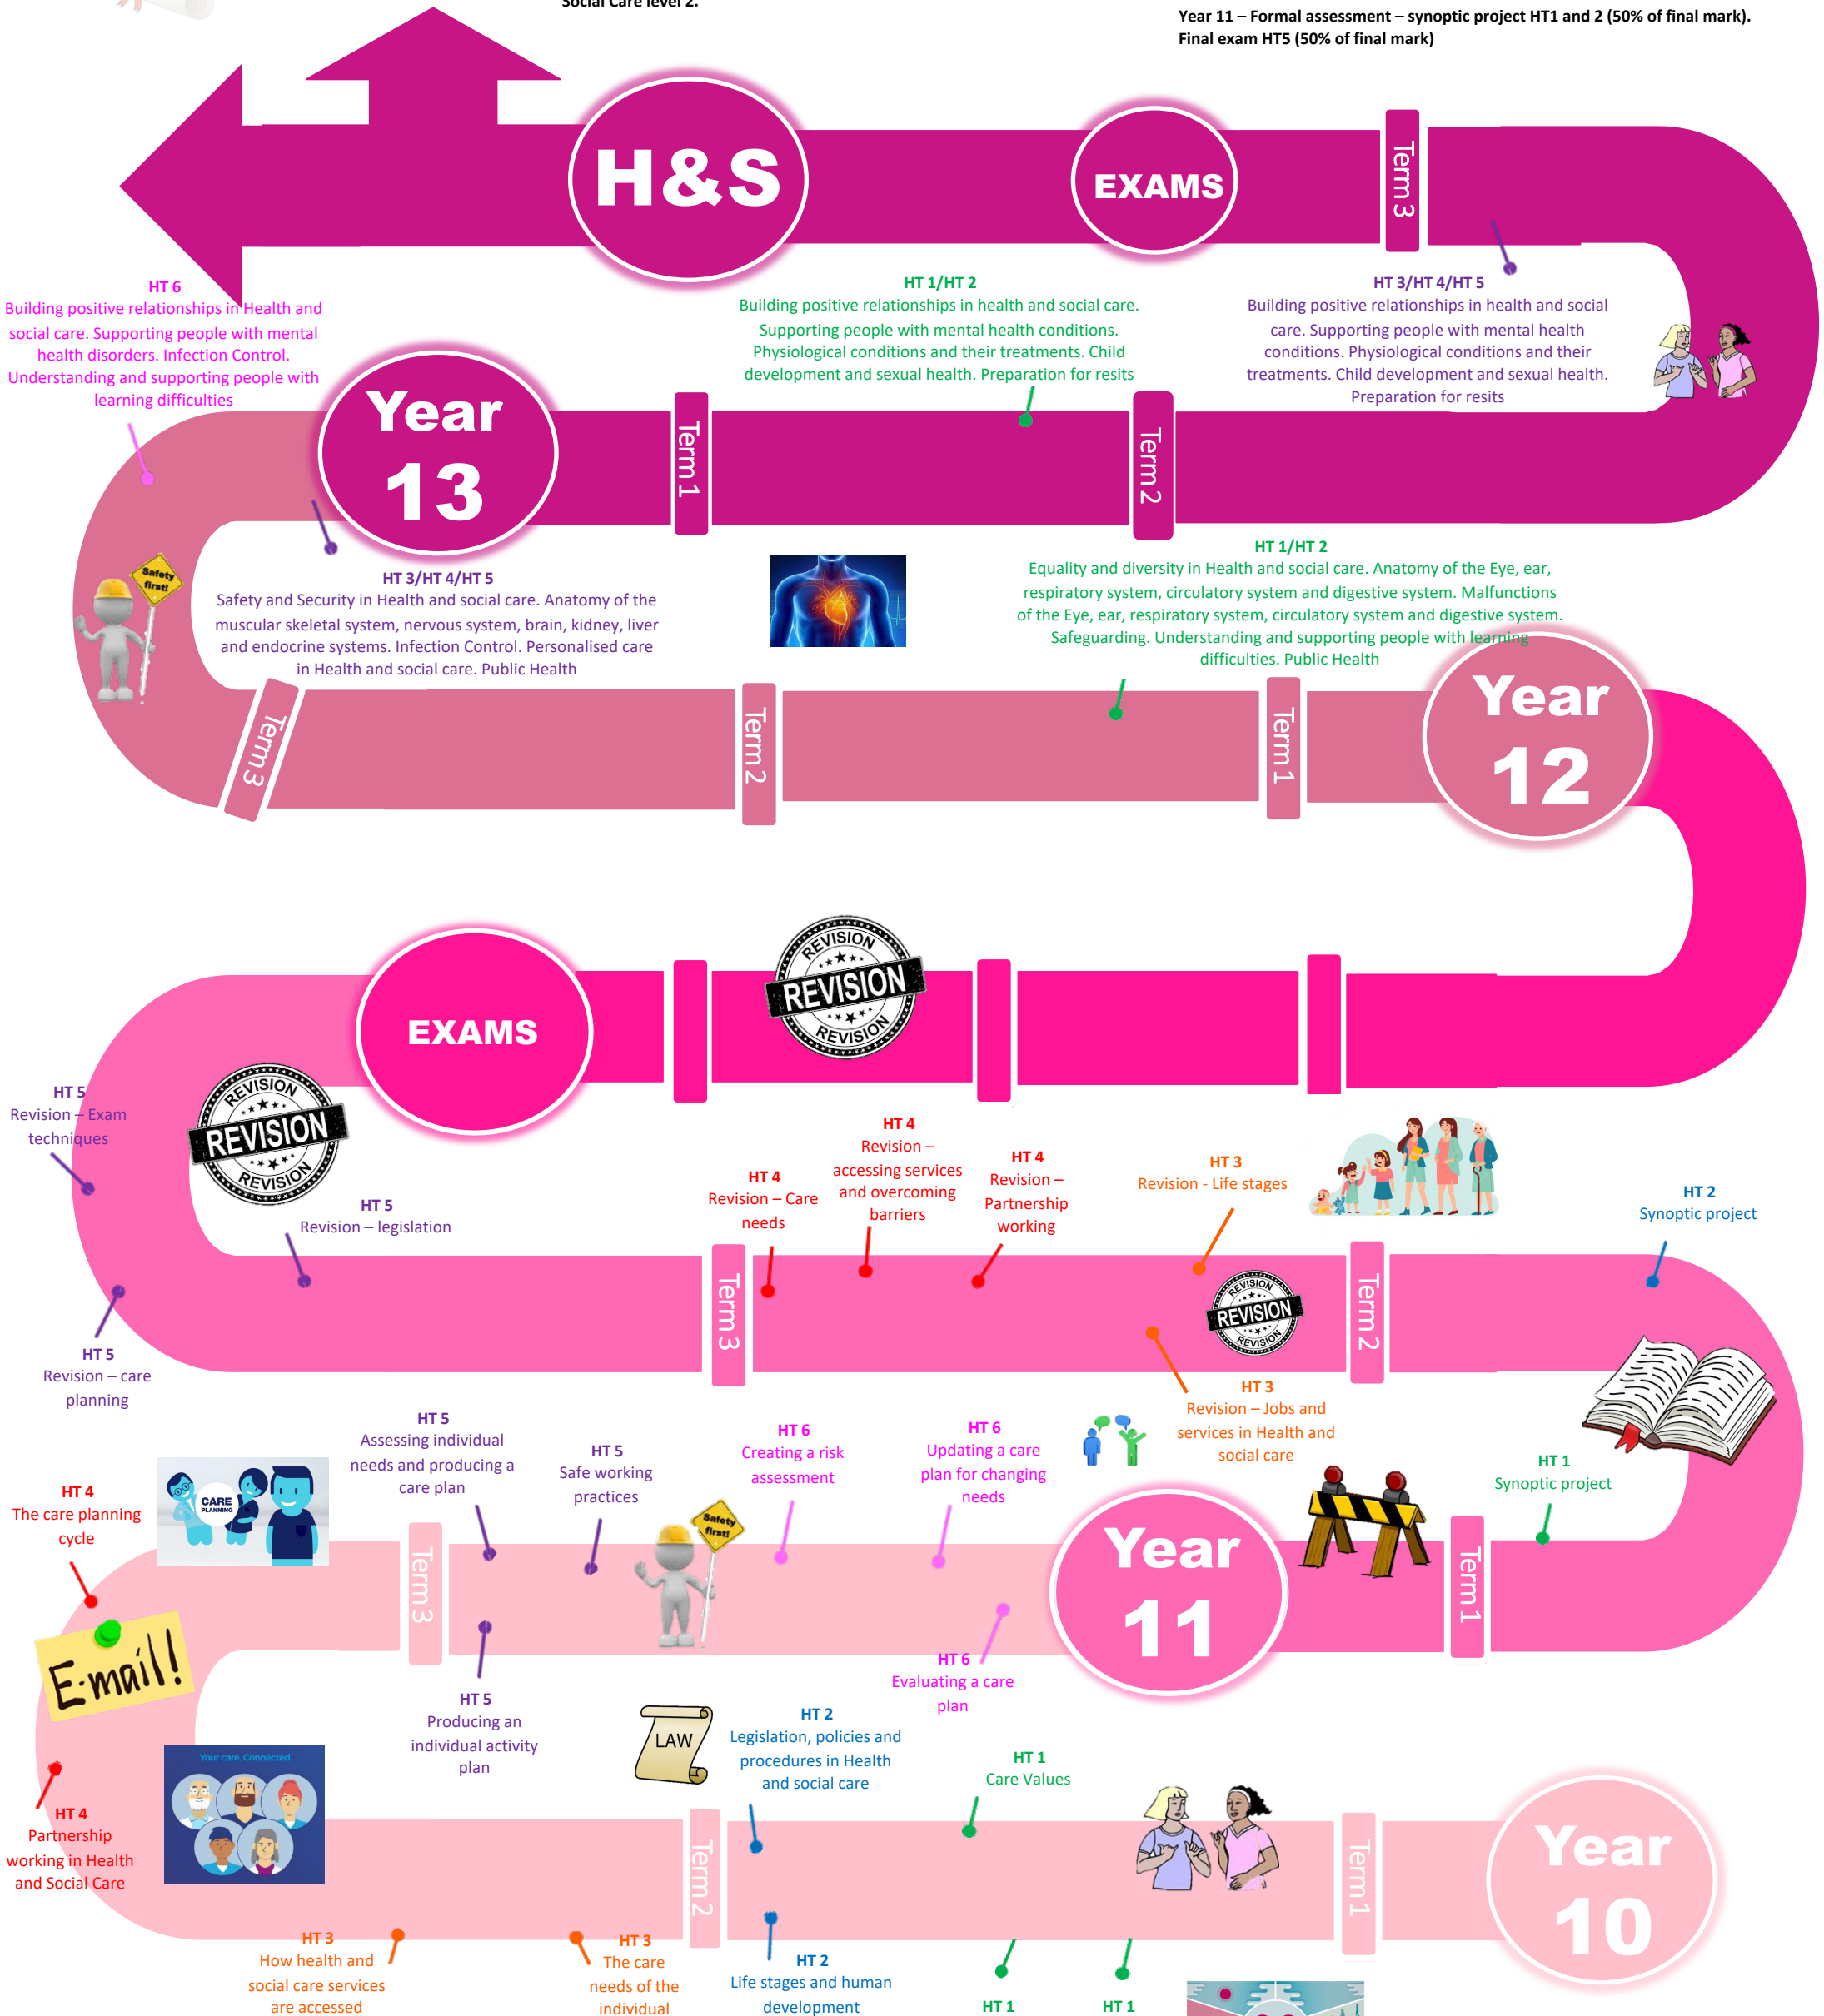 Social Care level 2.
Year 11 – Formal assessment – synoptic project HT1 and 2 (50% of final mark).
Final exam HT5 (50% of final mark)
H&S
EXAMS
Term 3
HT 6
Building positive relationships in Health and
social care. Supporting people with mental
health disorders. Infection Control.
Understanding and supporting people with
learning difficulties
HT 1/HT 2
Building positive relationships in health and social care.
Supporting people with mental health conditions.
Physiological conditions and their treatments. Child
development and sexual health. Preparation for resits
HT 3/HT 4/HT 5
Building positive relationships in health and social
care. Supporting people with mental health
conditions. Physiological conditions and their
treatments. Child development and sexual health.
Preparation for resits
Year
13
Term 1
Term 2
Safety
first!
HT 3/HT 4/HT 5
Safety and Security in Health and social care. Anatomy of the
muscular skeletal system, nervous system, brain, kidney, liver
and endocrine systems. Infection Control. Personalised care
in Health and social care. Public Health
HT 1/HT 2
Equality and diversity in Health and social care. Anatomy of the Eye, ear,
respiratory system, circulatory system and digestive system. Malfunctions
of the Eye, ear, respiratory system, circulatory system and digestive system.
Safeguarding. Understanding and supporting people with learning
difficulties. Public Health
Term 3
Term 2
Term 1
Year
12
EXAMS
REVISION
REVISION
REVISION
HT 5
Revision – Exam
techniques
REVISION
REVISION
REVISION
HT 5
Revision – legislation
HT 4
Revision – Care
needs
HT 4
Revision –
accessing services
and overcoming
barriers
HT 4
Revision –
Partnership
working
HT 3
Revision - Life stages
HT 2
Synoptic project
Term 3
REVISION
REVISION
REVISION
Term 2
HT 5
Revision – care
planning
HT 3
Revision – Jobs and
services in Health and
social care
HT 4
The care planning
cycle
CARE
PLANNING
HT 5
Assessing individual
needs and producing a
care plan
HT 5
Safe working
practices
HT 6
Creating a risk
assessment
HT 6
Updating a care
plan for changing
needs
HT 1
Synoptic project
Term 3
Safety
first!
Year
11
Term 1
E-mail!
HT 5
Producing an
individual activity
plan
HT 6
Evaluating a care
plan
LAW
HT 2
Legislation, policies and
procedures in Health
and social care
HT 1
Care Values
Your care. Connected.
HT 4
Partnership
working in Health
and Social Care
Term 2
Term 1
Year
10
HT 3
How health and
social care services
are accessed
HT 3
The care
needs of the
individual
HT 2
Life stages and human
development
HT 1
HT 1